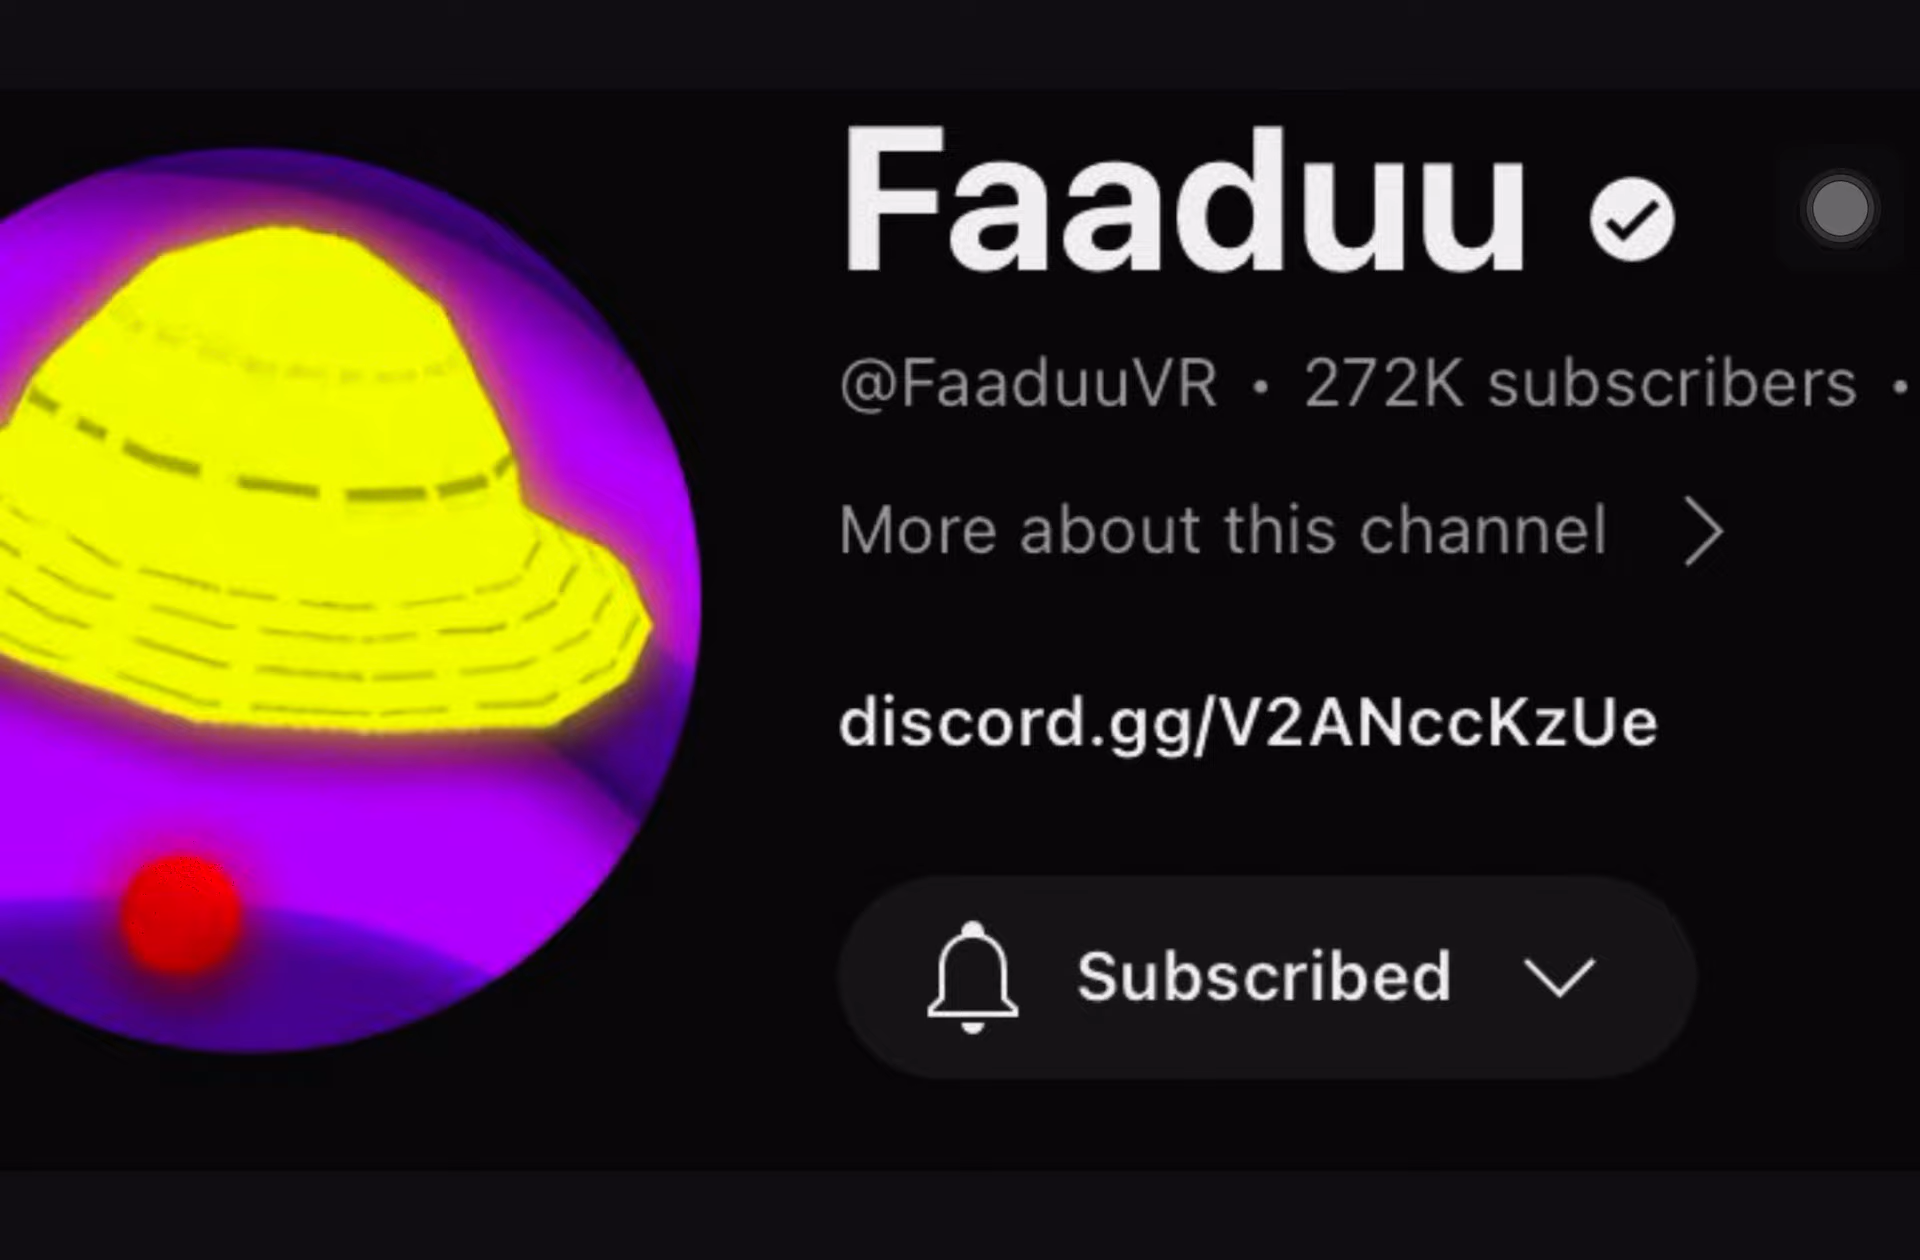 Faaduu
@FaaduuVR • 272K subscribers •
More about this channel
discord.gg/V2ANccKzUe
Subscribed